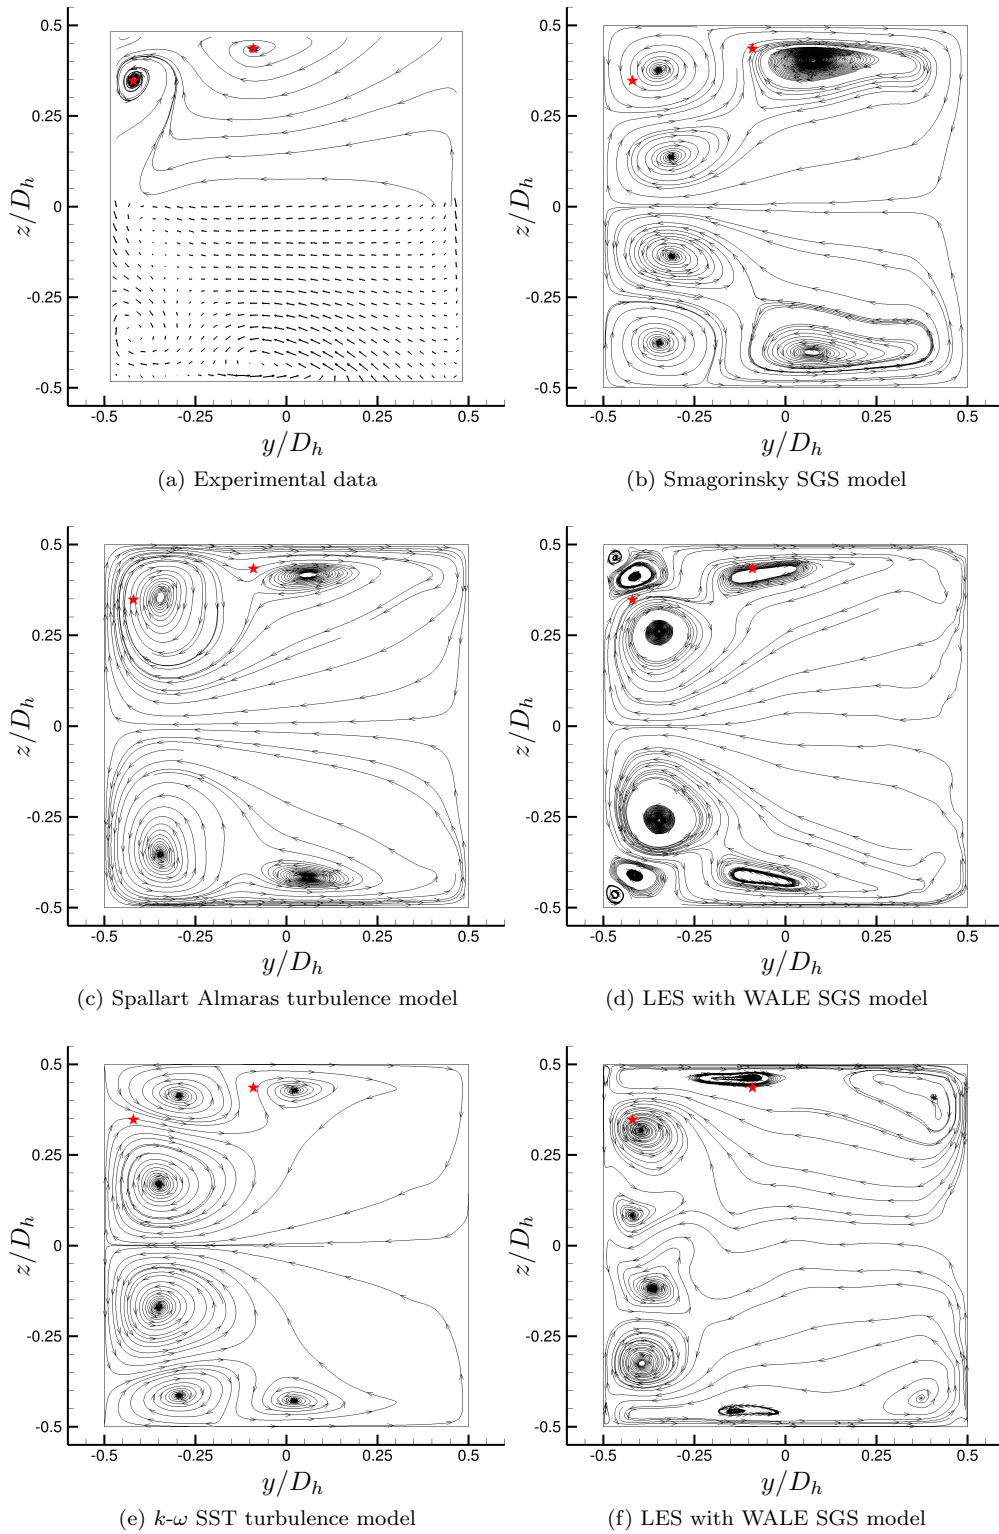 0.5
0.25
0
-0.25
-0.5
z/D_h
-0.5 -0.25 0 0.25 0.5
y/D_h
(a) Experimental data
0.5
0.25
0
-0.25
-0.5
z/D_h
-0.5 -0.25 0 0.25 0.5
y/D_h
(b) Smagorinsky SGS model
0.5
0.25
0
-0.25
-0.5
z/D_h
-0.5 -0.25 0 0.25 0.5
y/D_h
(c) Spallart Almaras turbulence model
0.5
0.25
0
-0.25
-0.5
z/D_h
-0.5 -0.25 0 0.25 0.5
y/D_h
(d) LES with WALE SGS model
0.5
0.25
0
-0.25
-0.5
z/D_h
-0.5 -0.25 0 0.25 0.5
y/D_h
(e) k-ω SST turbulence model
0.5
0.25
0
-0.25
-0.5
z/D_h
-0.5 -0.25 0 0.25 0.5
y/D_h
(f) LES with WALE SGS model